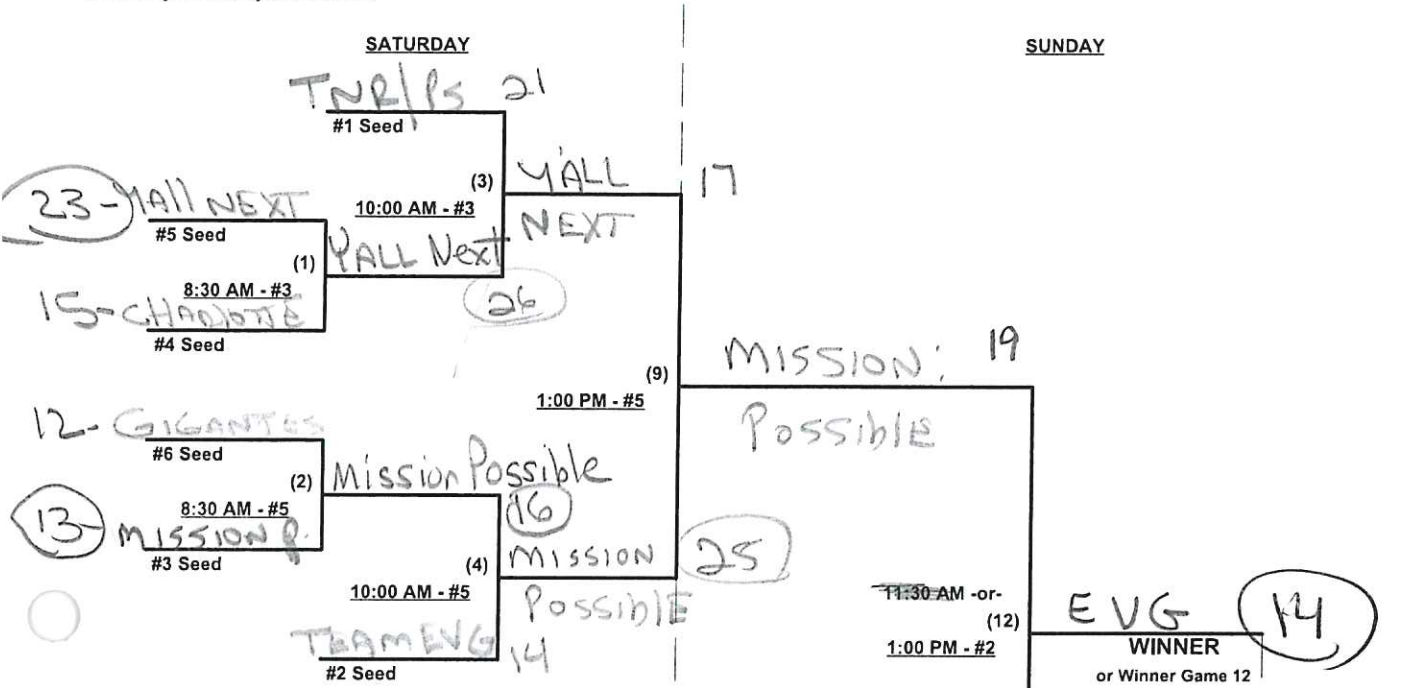 SATURDAY
SUNDAY
TNR/PS 21
#1 Seed
(3)
Y'ALL
17
23-YAll NEXT
10:00 AM - #3
NEXT
#5 Seed
YALL Next
(1)
8:30 AM - #3
26
15-CHARlOTTE
#4 Seed
MISSION: 19
(9)
1:00 PM - #5
Possible
12-GIGANTES
#6 Seed
Mission Possible
(2)
8:30 AM - #5
16
13-MISSION P.
#3 Seed
(4)
MISSION
25
10:00 AM - #5
PossiblE
TEAM EVG
14
#2 Seed
11:30 AM -or-
(12)
EVG
14
1:00 PM - #2
WINNER
or Winner Game 12